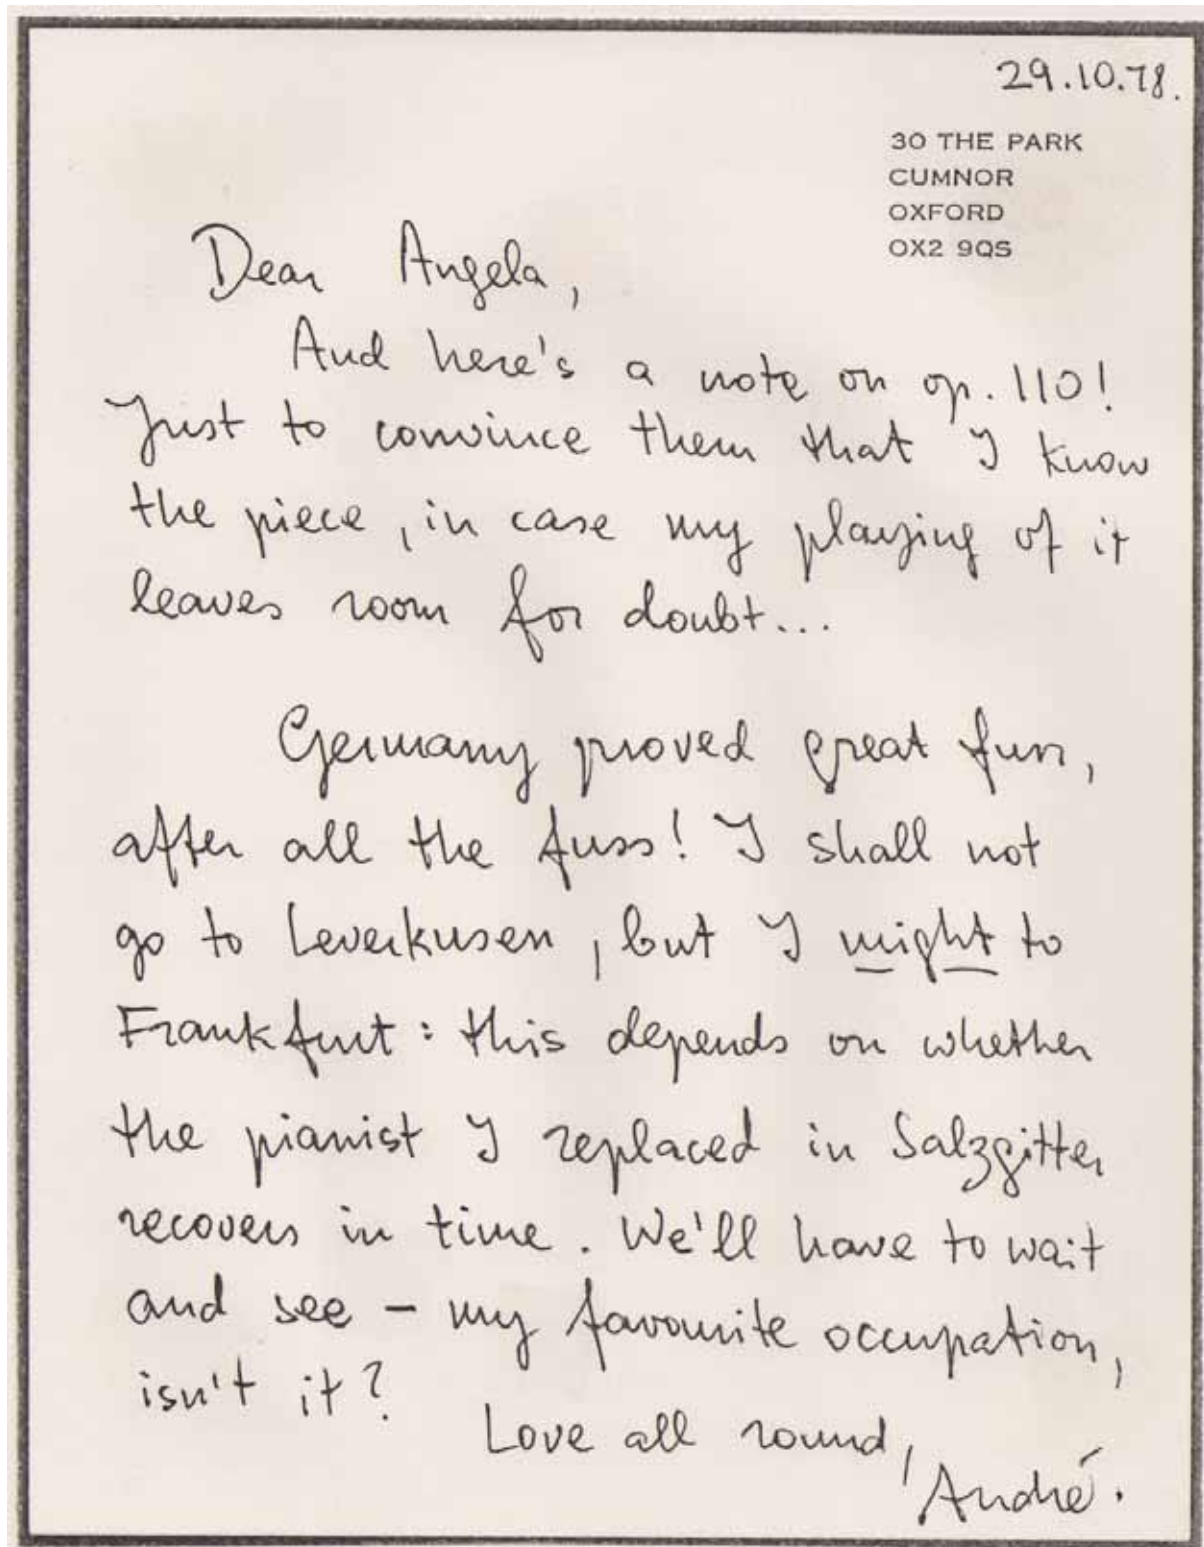 29.10.78.
30 THE PARK
CUMNOR
OXFORD
OX2 9QS
Dear Angela,
And here's a note on op. 110!
Just to convince them that I know
the piece, in case my playing of it
leaves room for doubt...
Germany proved great fun,
after all the fuss! I shall not
go to Leverkusen, but I might to
Frankfurt: this depends on whether
the pianist I replaced in Salzgitter
recovers in time. We'll have to wait
and see – my favourite occupation,
isn't it?
Love all round,
André.